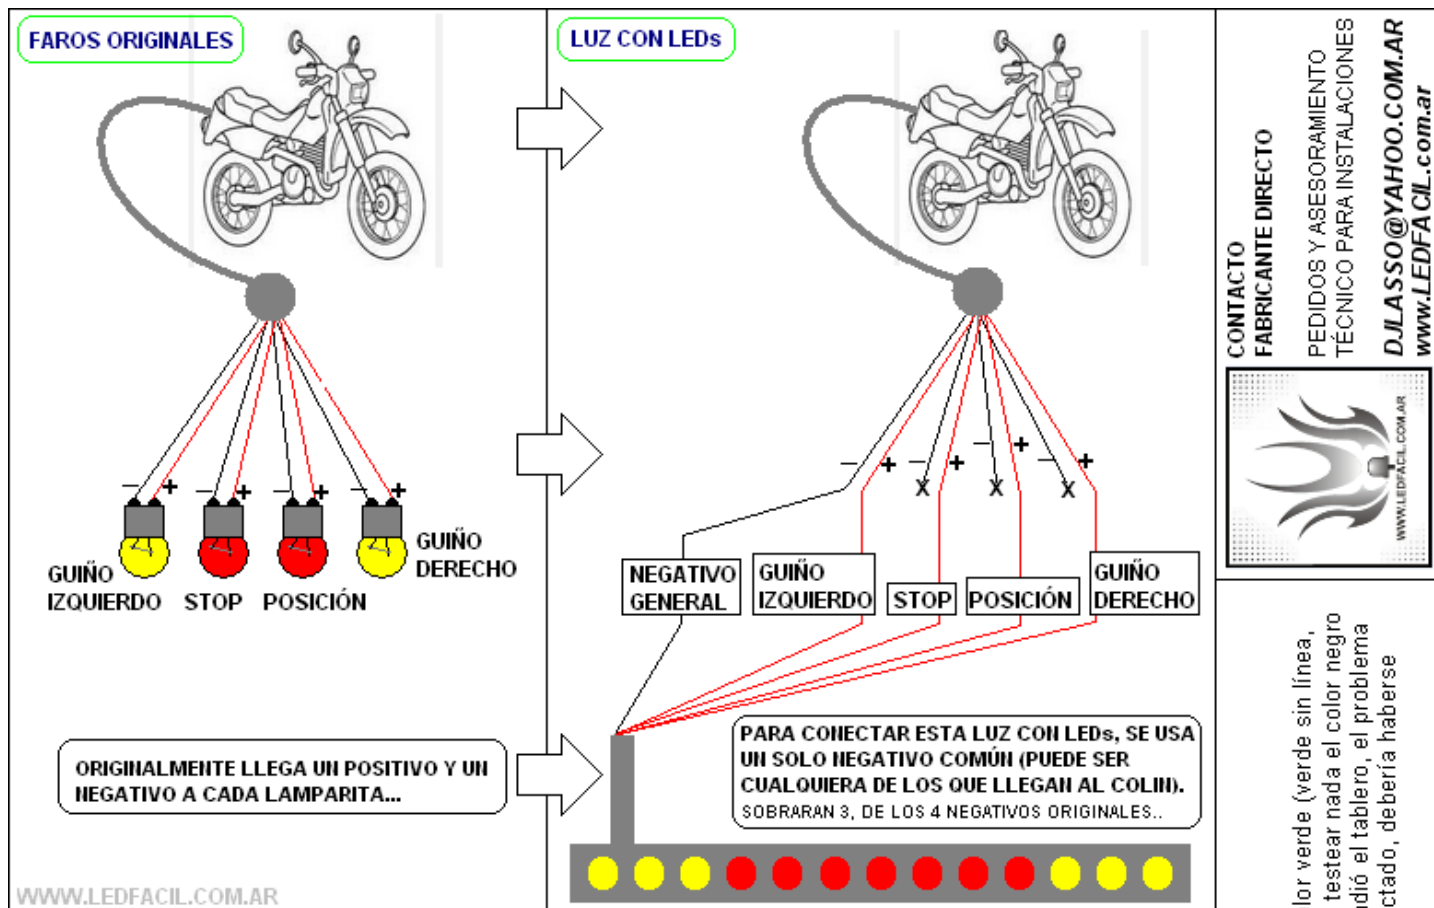 FAROS ORIGINALES
GUIÑO
IZQUIERDO
STOP
POSICIÓN
GUIÑO
DERECHO
ORIGINALMENTE LLEGA UN POSITIVO Y UN
NEGATIVO A CADA LAMPARITA...
WWW.LEDFACIL.COM.AR
LUZ CON LEDs
X X X
NEGATIVO
GENERAL
GUIÑO
IZQUIERDO
STOP
POSICIÓN
GUIÑO
DERECHO
PARA CONECTAR ESTA LUZ CON LEDs, SE USA
UN SOLO NEGATIVO COMÚN (PUEDE SER
CUALQUIERA DE LOS QUE LLEGAN AL COLIN).
SOBRARAN 3, DE LOS 4 NEGATIVOS ORIGINALES..
CONTACTO
FABRICANTE DIRECTO
PEDIDOS Y ASESORAMIENTO
TÉCNICO PARA INSTALACIONES
DJLASSO@YAHOO.COM.AR
www.LEDFACIL.com.ar
WWW.LEDFACIL.COM.AR
lor verde (verde sin línea,
testear nada el color negro
ndió el tablero, el problema
ctado, debería haberse